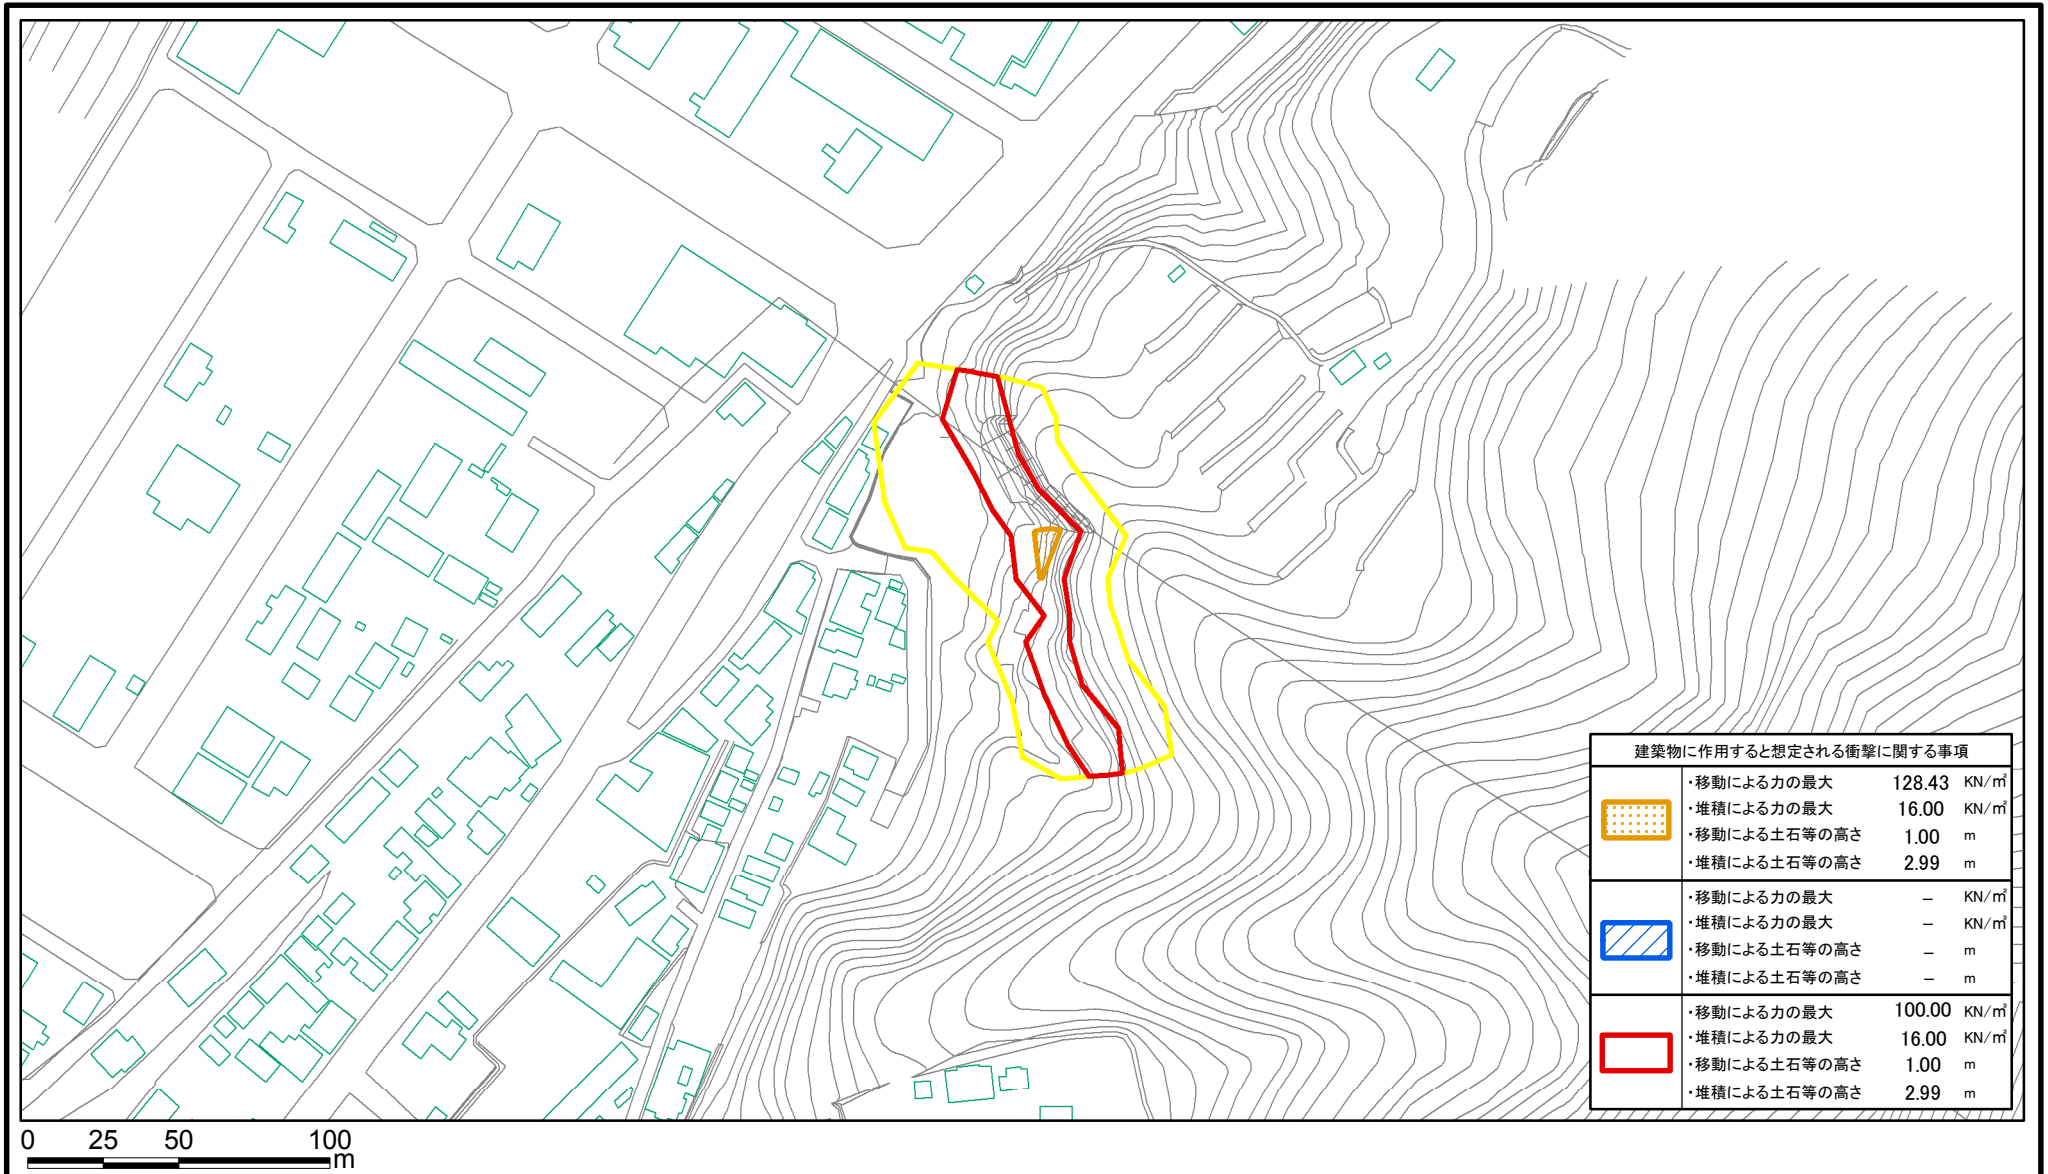 建築物に作用すると想定される衝撃に関する事項
・移動による力の最大 128.43 KN/㎡
・堆積による力の最大 16.00 KN/㎡
・移動による土石等の高さ 1.00 m
・堆積による土石等の高さ 2.99 m
・移動による力の最大 − KN/㎡
・堆積による力の最大 − KN/㎡
・移動による土石等の高さ − m
・堆積による土石等の高さ − m
・移動による力の最大 100.00 KN/㎡
・堆積による力の最大 16.00 KN/㎡
・移動による土石等の高さ 1.00 m
・堆積による土石等の高さ 2.99 m
0 25 50 100
m